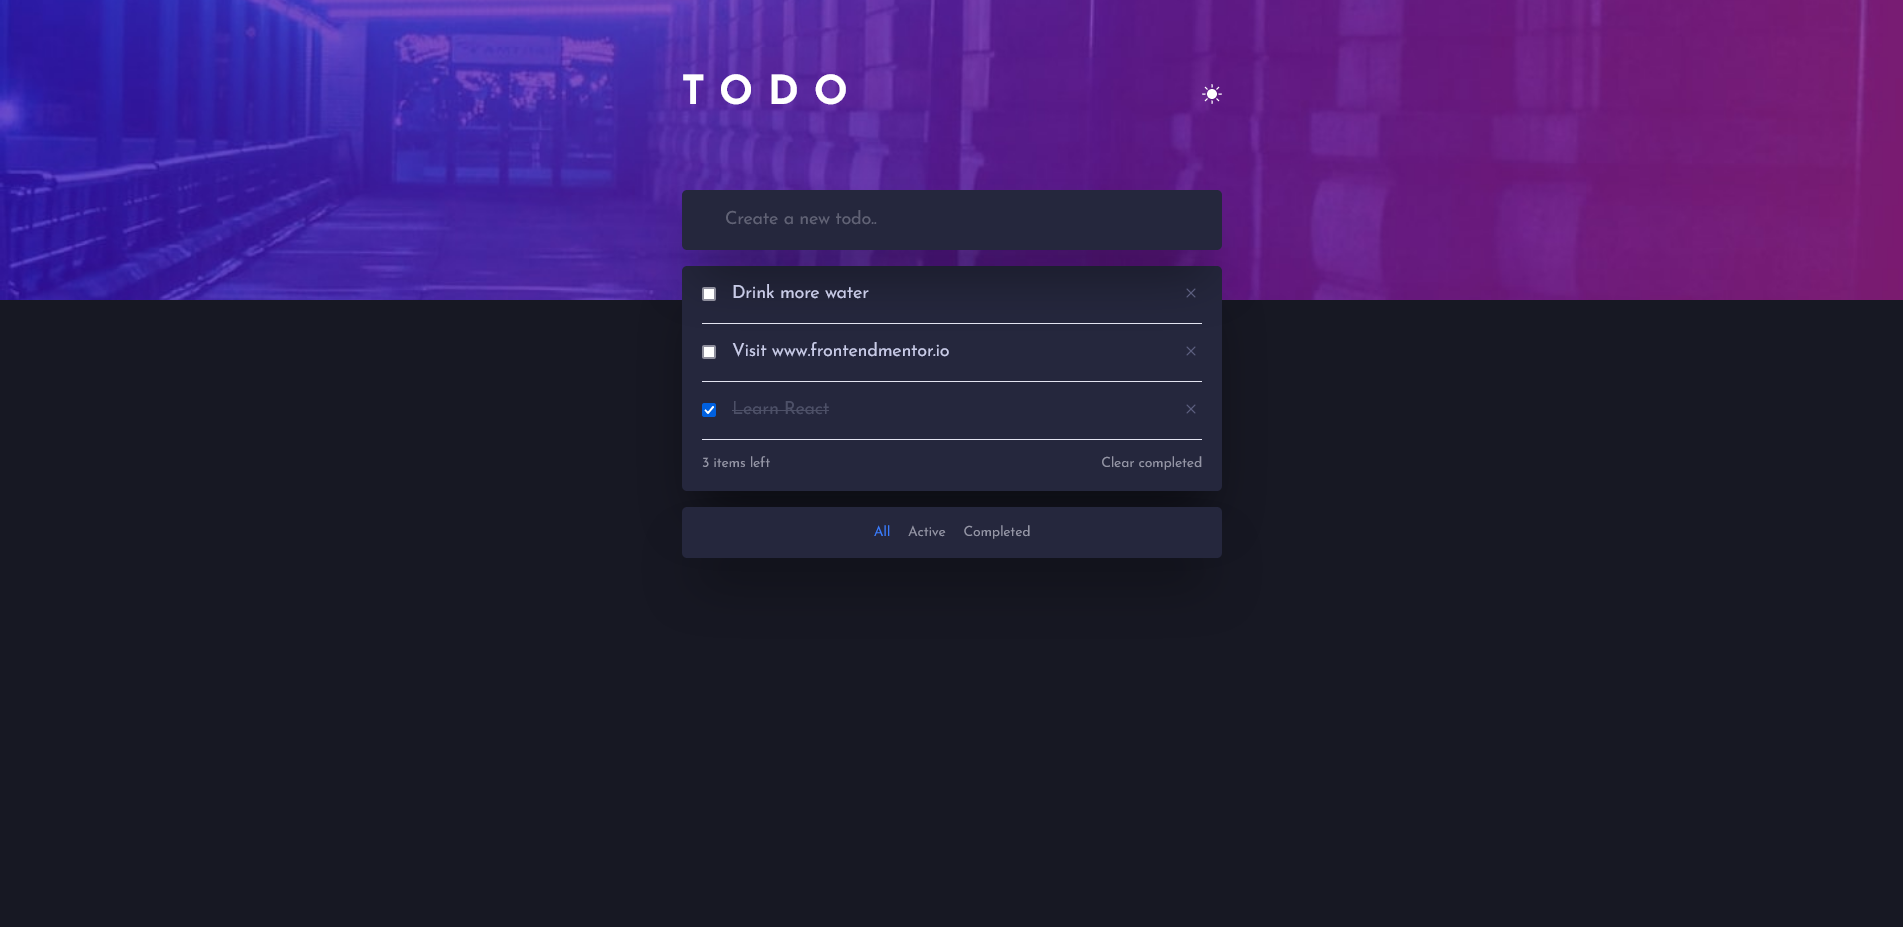 TODO
Create a new todo..
Drink more water
Visit www.frontendmentor.io
Learn React
3 items left
Clear completed
All
Active
Completed